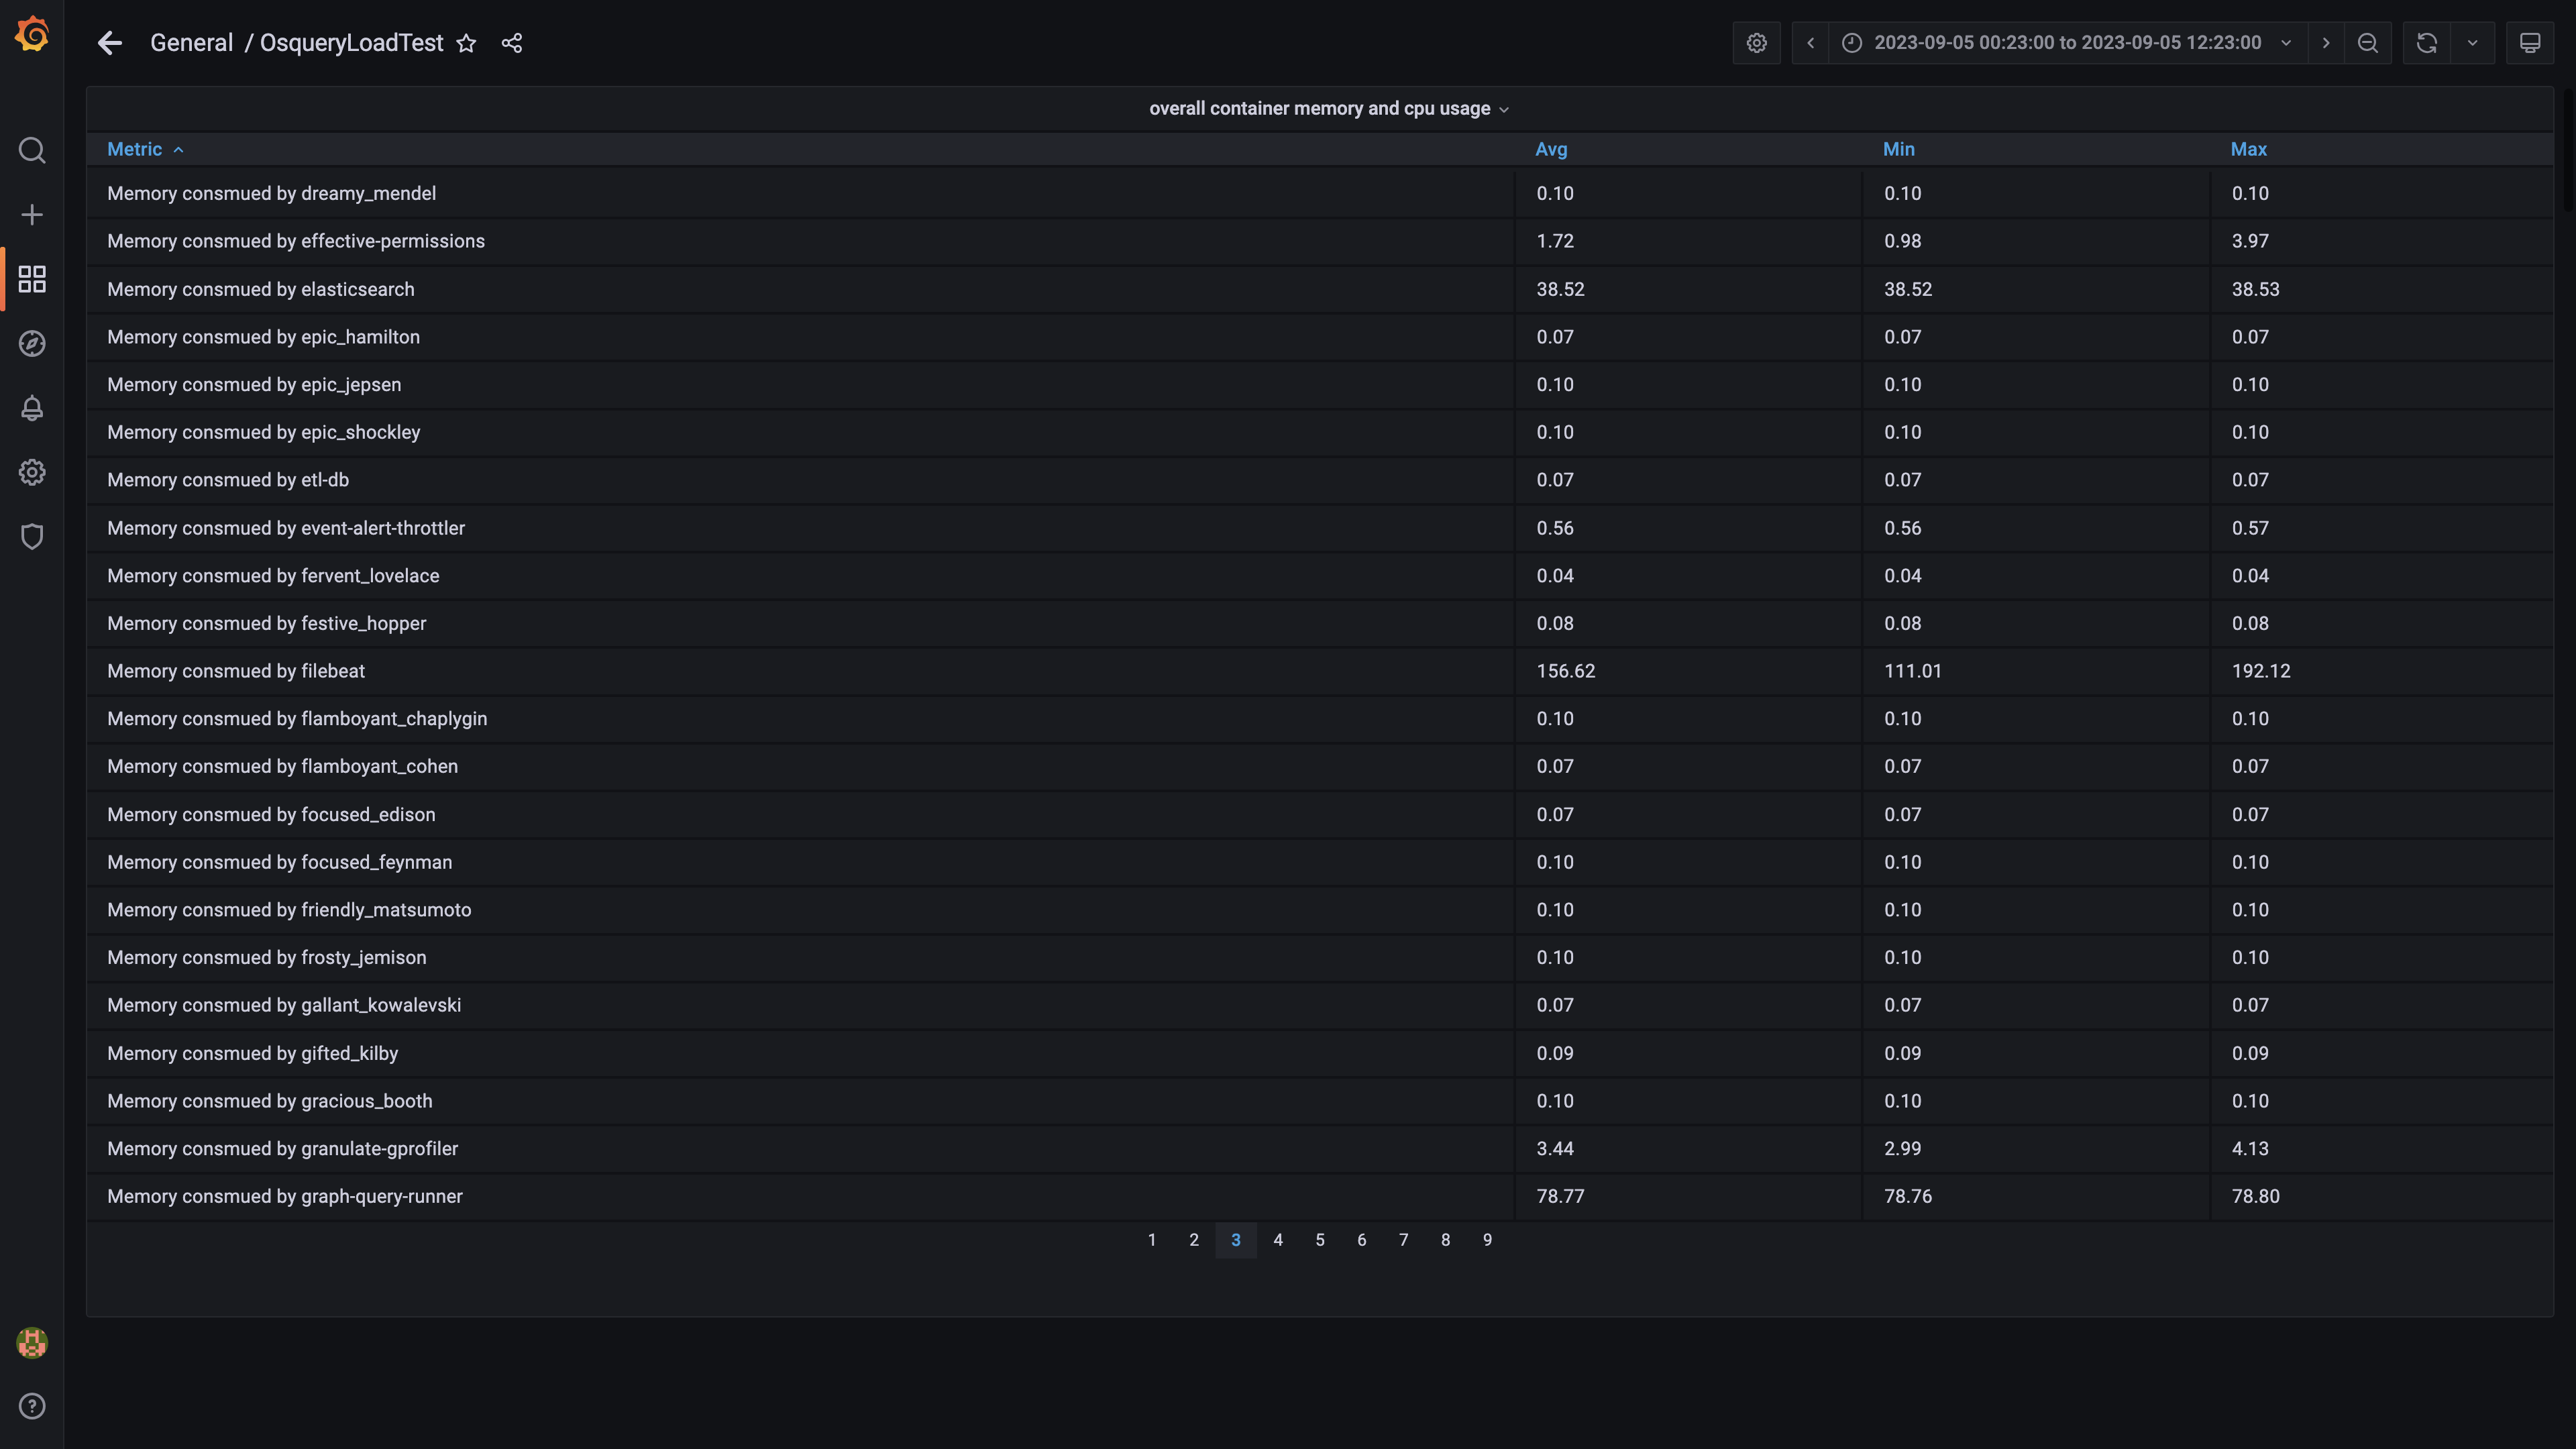 General / OsqueryLoadTest
2023-09-05 00:23:00 to 2023-09-05 12:23:00
overall container memory and cpu usage
Metric Avg Min Max
Memory consmued by dreamy_mendel 0.10 0.10 0.10
Memory consmued by effective-permissions 1.72 0.98 3.97
Memory consmued by elasticsearch 38.52 38.52 38.53
Memory consmued by epic_hamilton 0.07 0.07 0.07
Memory consmued by epic_jepsen 0.10 0.10 0.10
Memory consmued by epic_shockley 0.10 0.10 0.10
Memory consmued by etl-db 0.07 0.07 0.07
Memory consmued by event-alert-throttler 0.56 0.56 0.57
Memory consmued by fervent_lovelace 0.04 0.04 0.04
Memory consmued by festive_hopper 0.08 0.08 0.08
Memory consmued by filebeat 156.62 111.01 192.12
Memory consmued by flamboyant_chaplygin 0.10 0.10 0.10
Memory consmued by flamboyant_cohen 0.07 0.07 0.07
Memory consmued by focused_edison 0.07 0.07 0.07
Memory consmued by focused_feynman 0.10 0.10 0.10
Memory consmued by friendly_matsumoto 0.10 0.10 0.10
Memory consmued by frosty_jemison 0.10 0.10 0.10
Memory consmued by gallant_kowalevski 0.07 0.07 0.07
Memory consmued by gifted_kilby 0.09 0.09 0.09
Memory consmued by gracious_booth 0.10 0.10 0.10
Memory consmued by granulate-gprofiler 3.44 2.99 4.13
Memory consmued by graph-query-runner 78.77 78.76 78.80
1 2 3 4 5 6 7 8 9